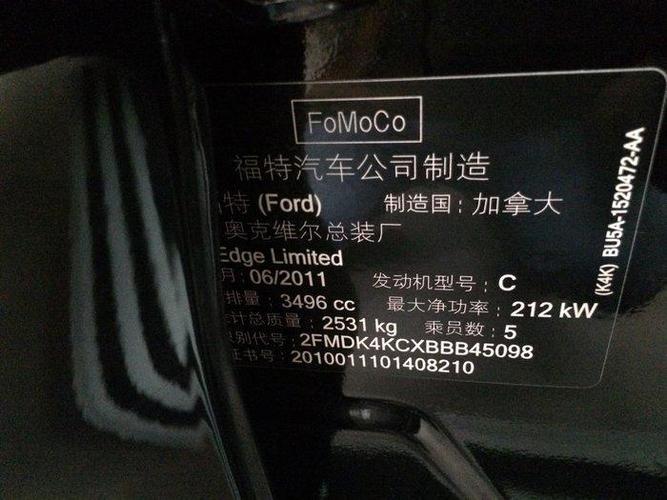 FoMoCo
福特汽车公司制造
特 (Ford) 制造国：加拿大
奥克维尔总装厂
Edge Limited
月：06/2011 发动机型号：C
排量：3496 cc 最大净功率：212 kW
计总质量：2531 kg 乘员数：5
识别代号：2FMDK4KCXBBB45098
证书号：2010011101408210
(K4K) BU5A-1520472-AA